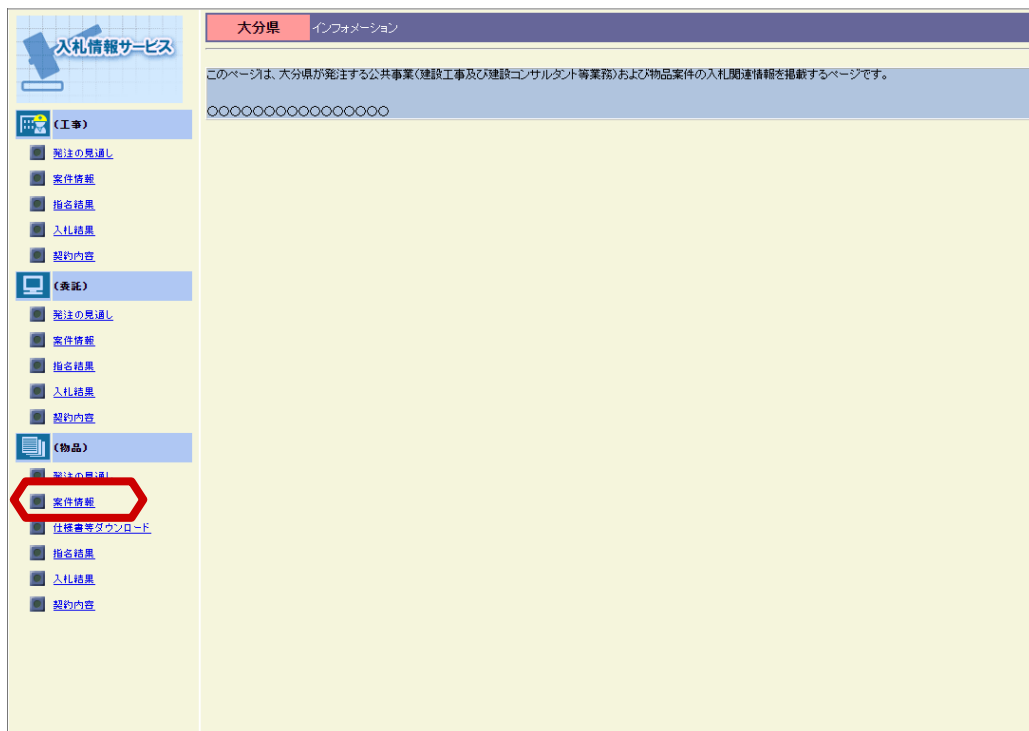 入札情報サービス
大分県 インフォメーション
このページは、大分県が発注する公共事業(建設工事及び建設コンサルタント等業務)および物品案件の入札関連情報を掲載するページです。
○○○○○○○○○○○○○○○○
(工事)
発注の見通し
案件情報
指名結果
入札結果
契約内容
(委託)
発注の見通し
案件情報
指名結果
入札結果
契約内容
(物品)
発注の見通し
案件情報
仕様書等ダウンロード
指名結果
入札結果
契約内容